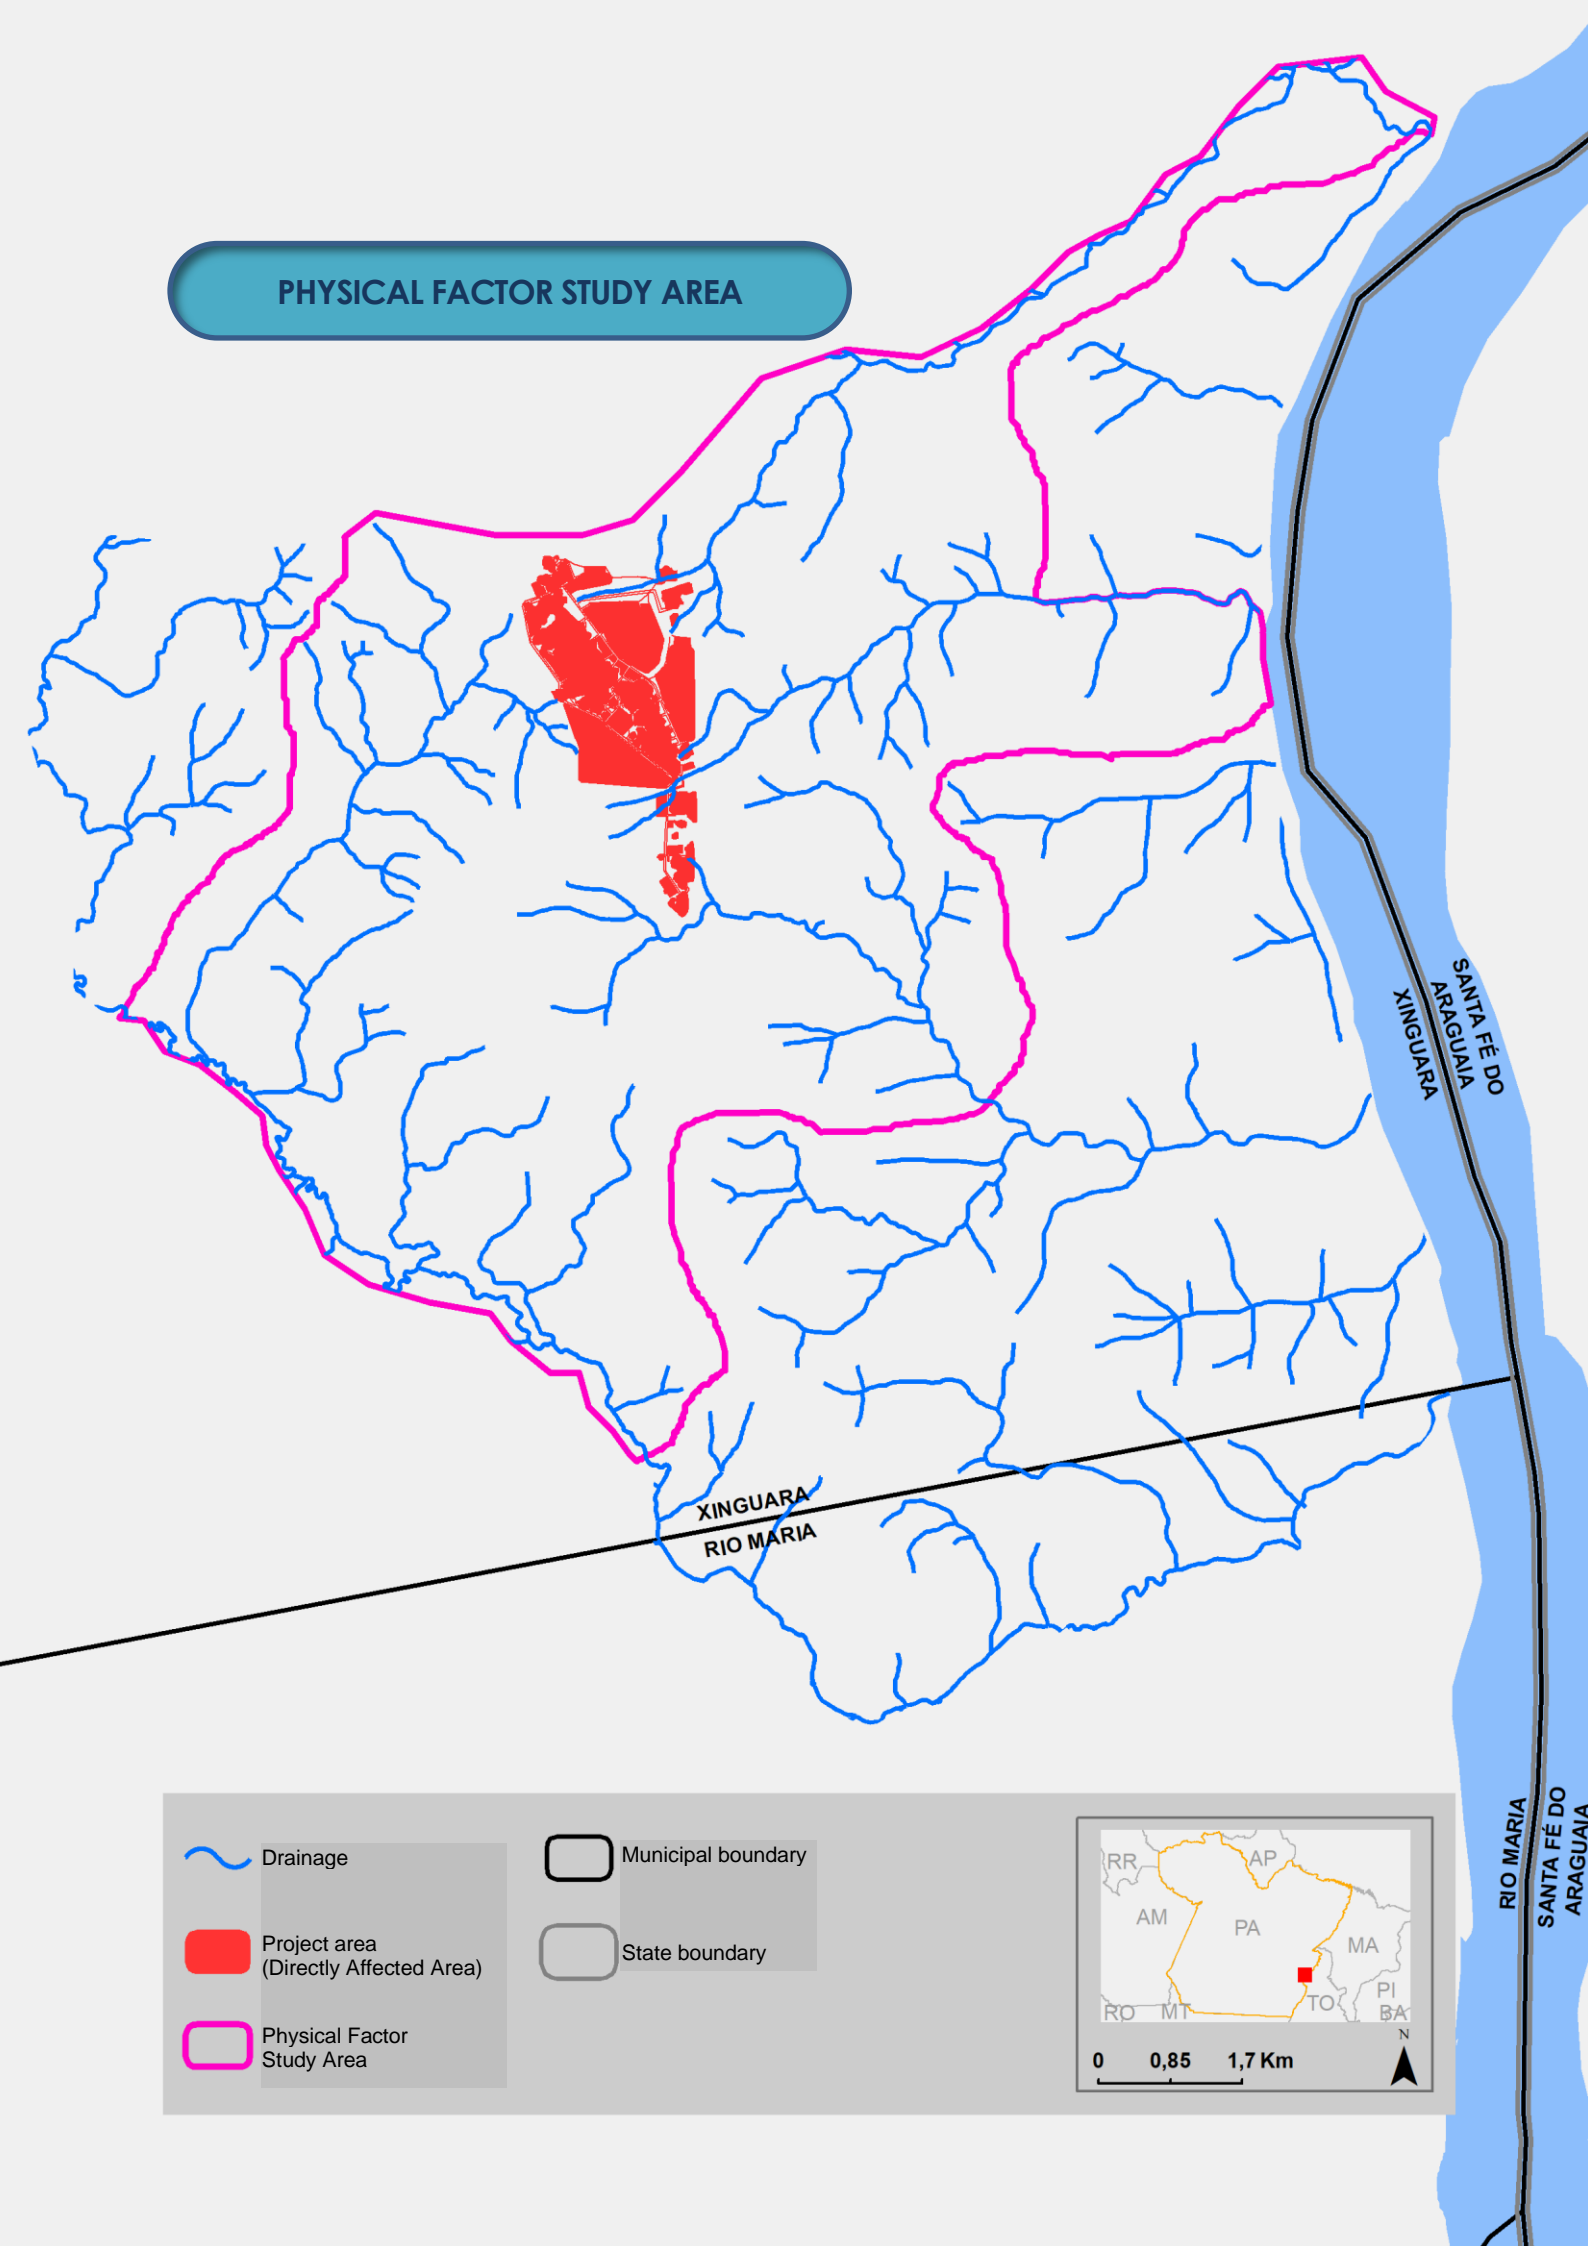 PHYSICAL FACTOR STUDY AREA
SANTA FÉ DO
ARAGUAIA
XINGUARA
XINGUARA
RIO MARIA
RIO MARIA
SANTA FÉ DO
ARAGUAIA
Drainage
Project area
(Directly Affected Area)
Physical Factor
Study Area
Municipal boundary
State boundary
RR
AP
AM
PA
MA
PI
TO
BA
RO
MT
N
0 0,85 1,7 Km